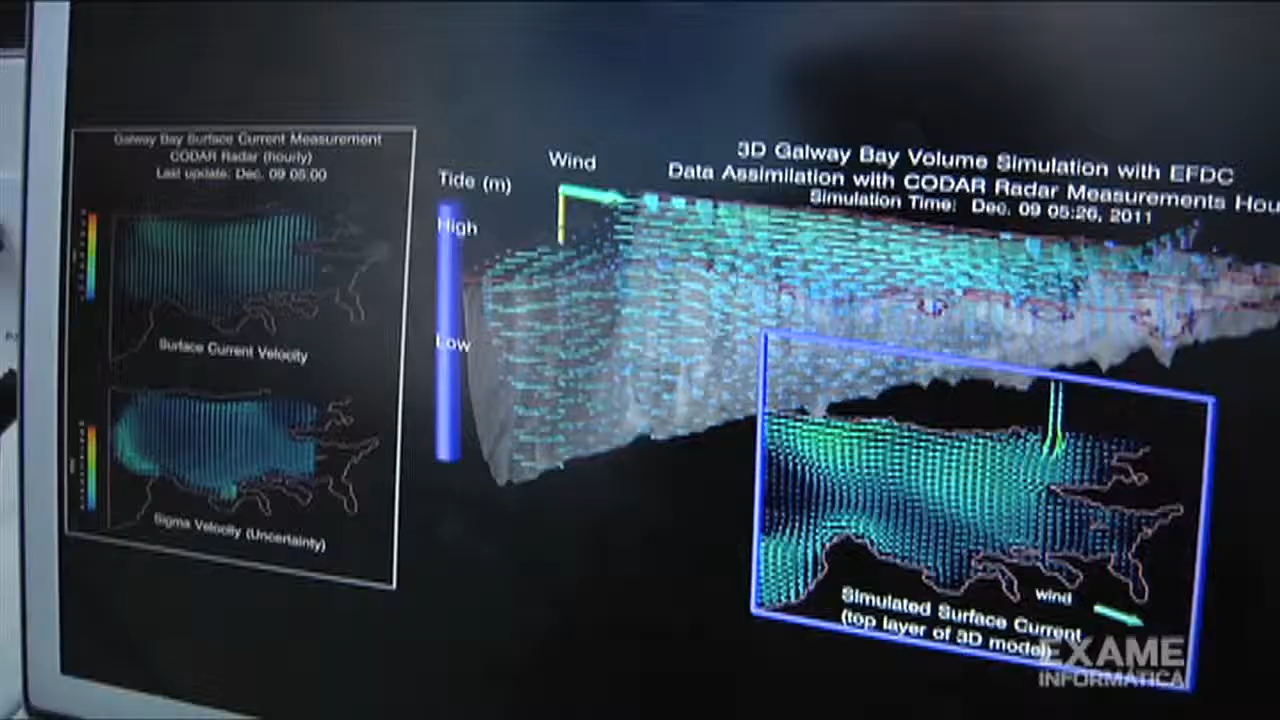 Galway Bay Surface Current Measurement
CODAR Radar (hourly)
Last update: Dec. 09 05:00
Surface Current Velocity
Sigma Velocity (Uncertainty)
Tide (m)
High
Low
Wind
3D Galway Bay Volume Simulation with EFDC
Data Assimilation with CODAR Radar Measurements Hou
Simulation Time: Dec. 09 05:26, 2011
wind
Simulated Surface Current
(top layer of 3D model)
EXAME
INFORMÁTICA